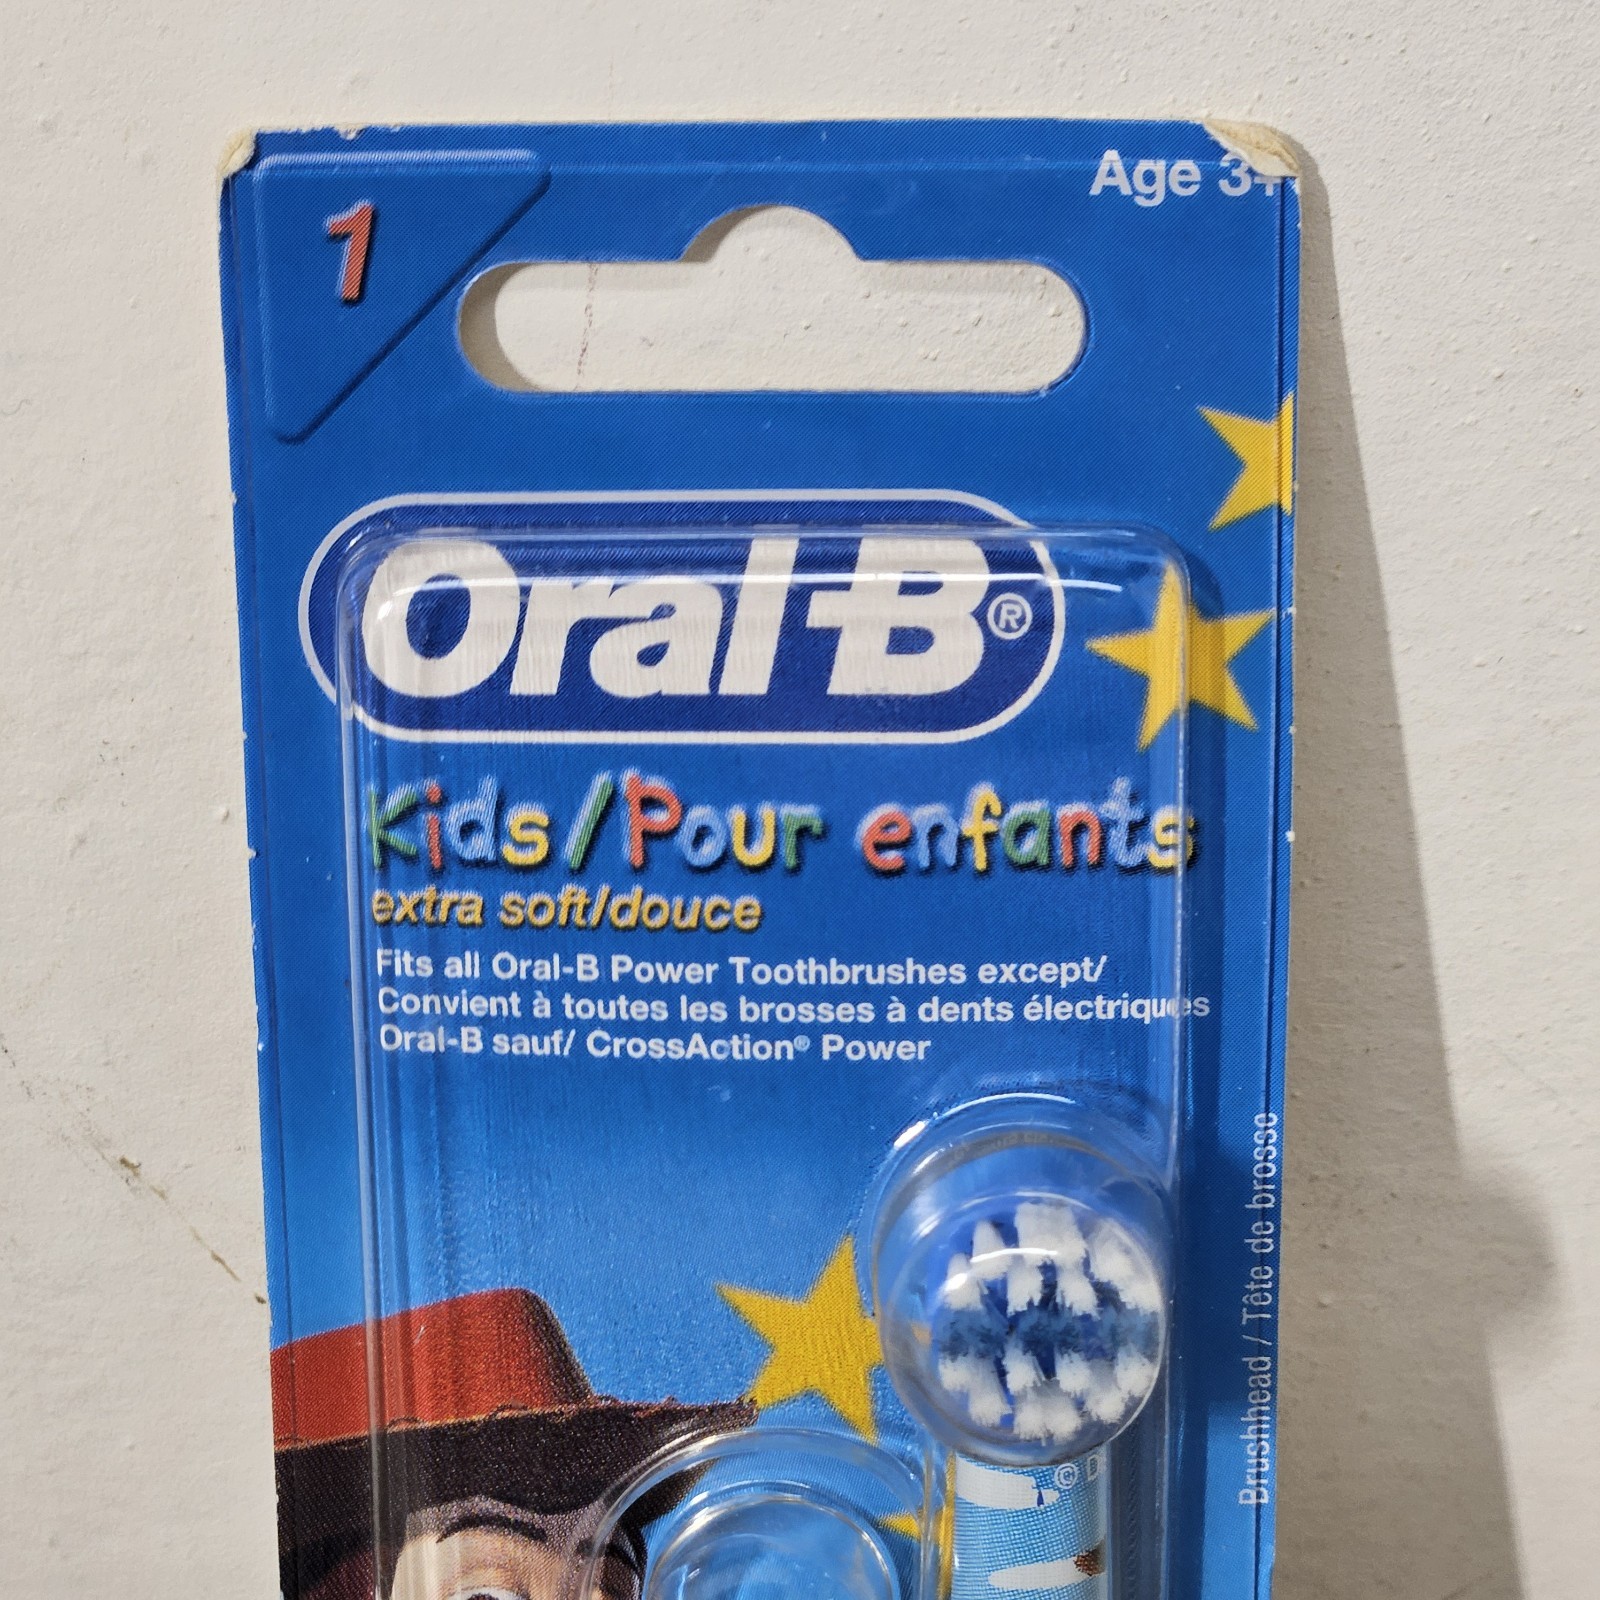 1
Age 3+
Oral-B®
Kids/Pour enfants
extra soft/douce
Fits all Oral-B Power Toothbrushes except/
Convient à toutes les brosses à dents électriques
Oral-B sauf/ CrossAction® Power
Brushhead / Tête de brosse
© D